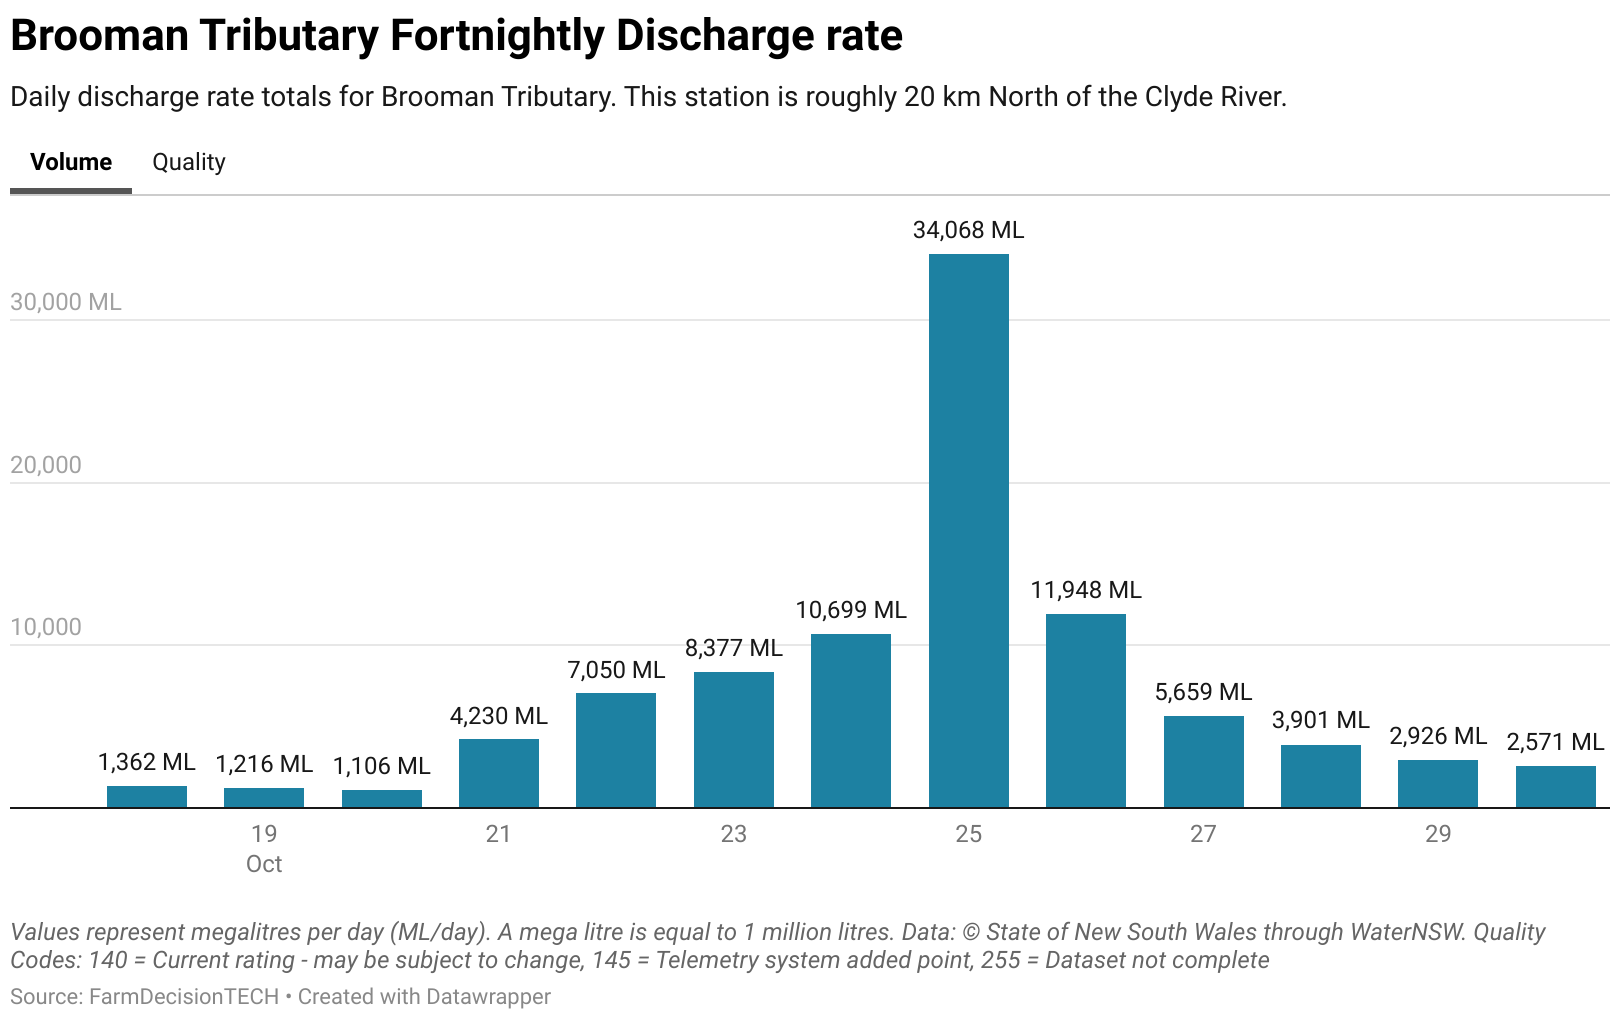 Brooman Tributary Fortnightly Discharge rate
Daily discharge rate totals for Brooman Tributary. This station is roughly 20 km North of the Clyde River.
Volume Quality
34,068 ML
30,000 ML
20,000
11,948 ML
10,699 ML
10,000
8,377 ML
7,050 ML
5,659 ML
4,230 ML
3,901 ML
2,926 ML
2,571 ML
1,362 ML
1,216 ML
1,106 ML
19 21 23 25 27 29
Oct
Values represent megalitres per day (ML/day). A mega litre is equal to 1 million litres. Data: © State of New South Wales through WaterNSW. Quality
Codes: 140 = Current rating - may be subject to change, 145 = Telemetry system added point, 255 = Dataset not complete
Source: FarmDecisionTECH • Created with Datawrapper